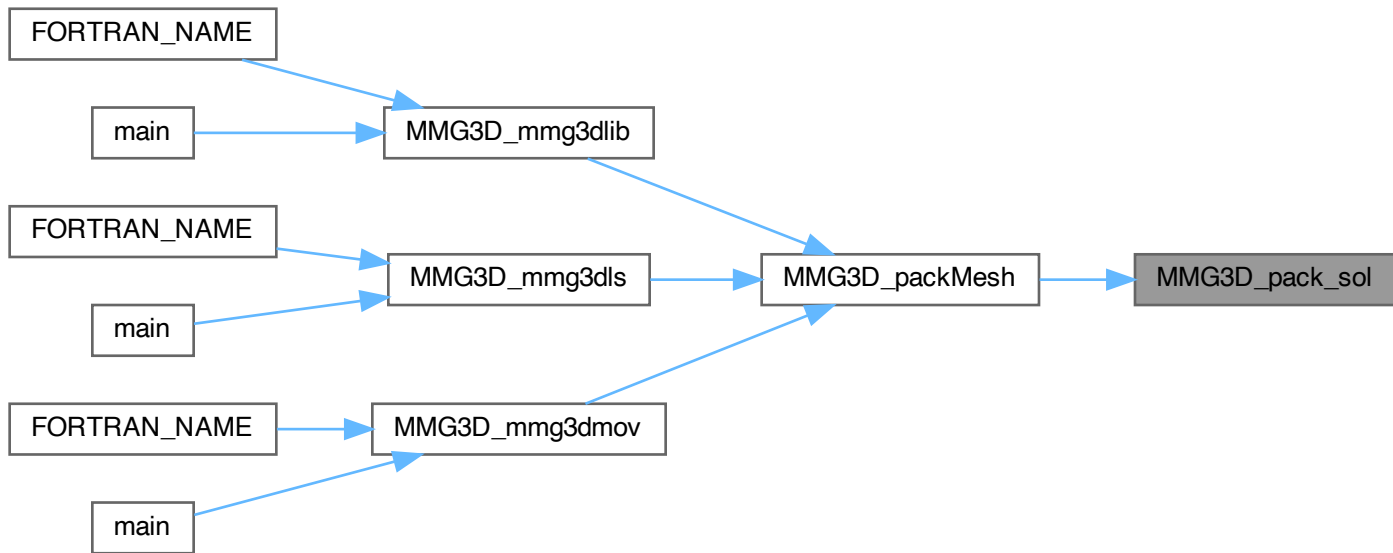 FORTRAN_NAME
main
MMG3D_mmg3dlib
FORTRAN_NAME
main
MMG3D_mmg3dls
MMG3D_packMesh
MMG3D_pack_sol
FORTRAN_NAME
main
MMG3D_mmg3dmov